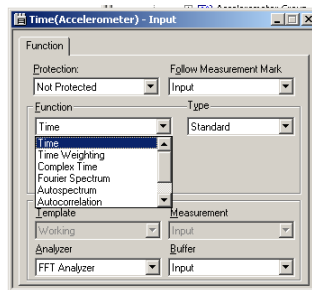 Time(Accelerometer) - Input
Function
Protection:
Follow Measurement Mark
Not Protected
Input
Function
Type
Time
Standard
Time
Time Weighting
Complex Time
Fourier Spectrum
Autospectrum
Autocorrelation
Template
Measurement
Working
Input
Analyzer
Buffer
FFT Analyzer
Input